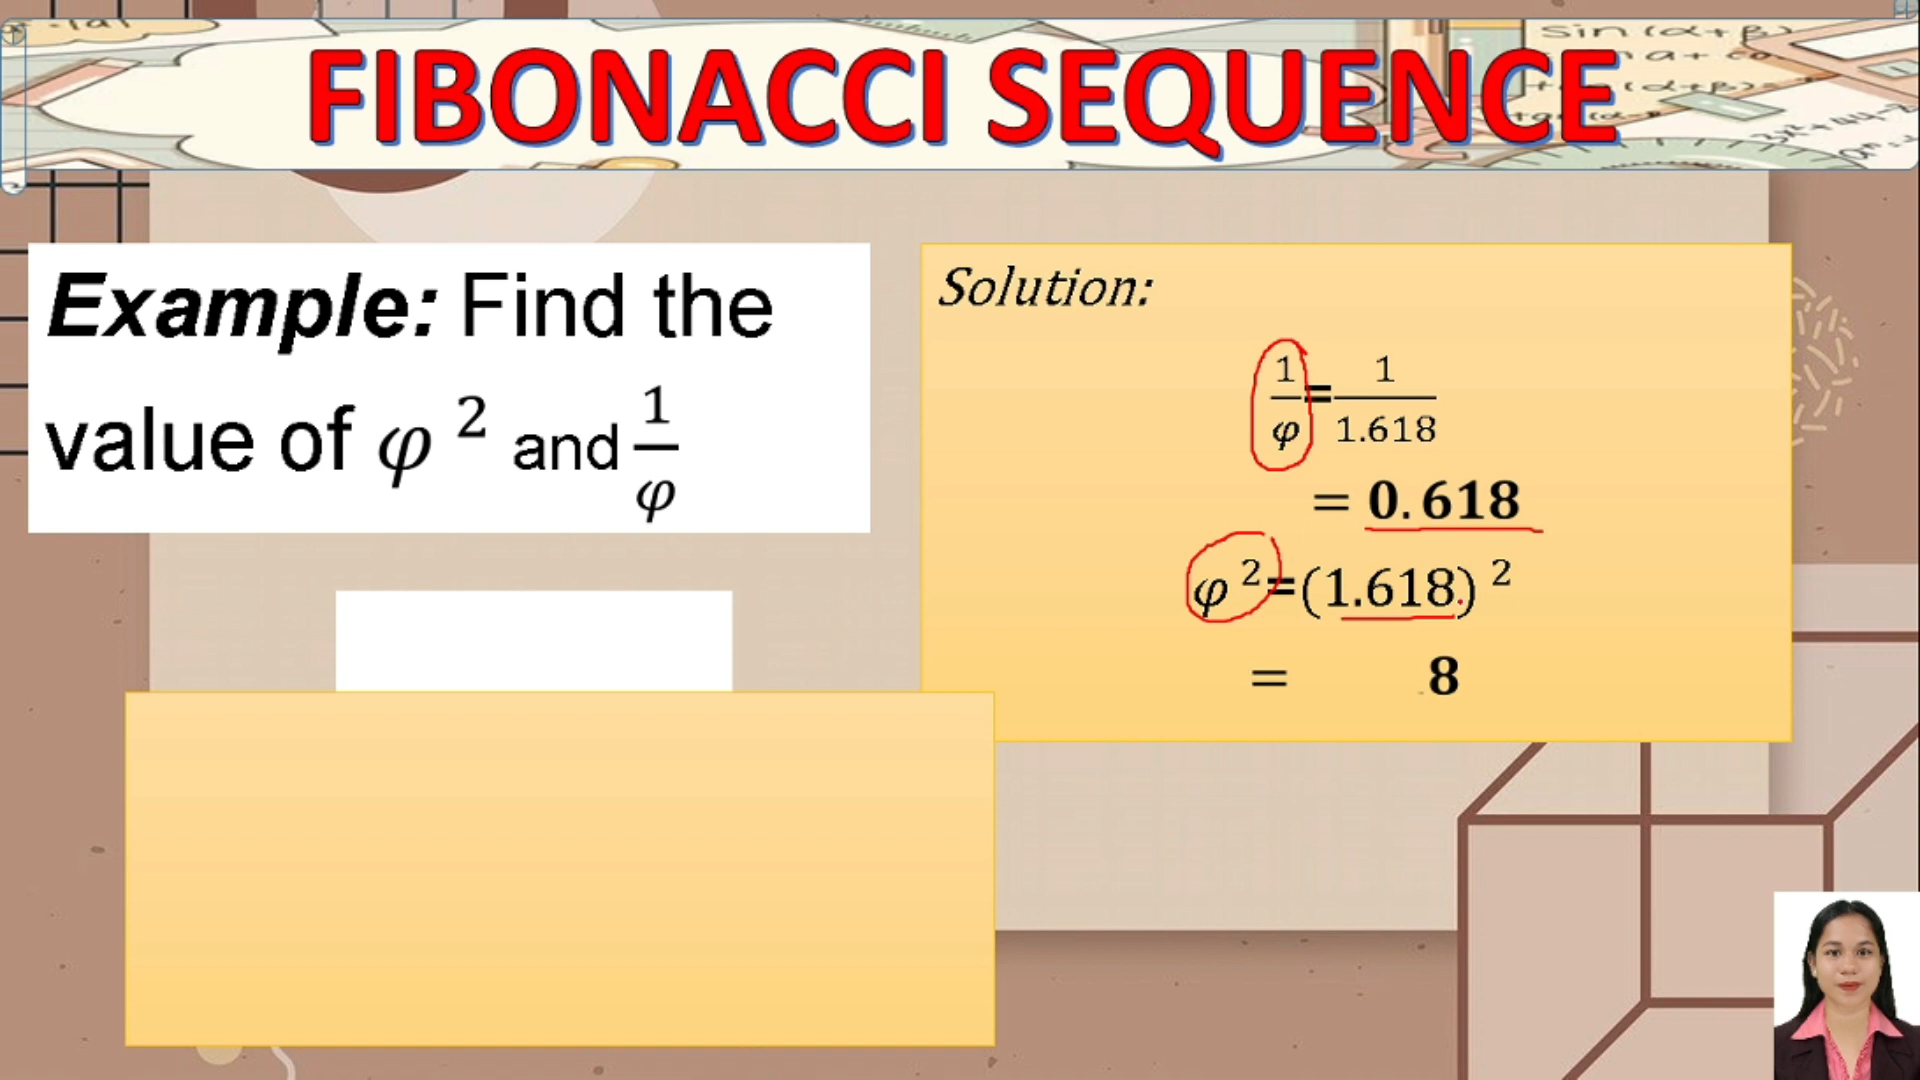 FIBONACCI SEQUENCE
Example: Find the
value of φ ² and 1/φ
Solution:
1/φ = 1/1.618
= 0.618
φ ² = (1.618) ²
= 8